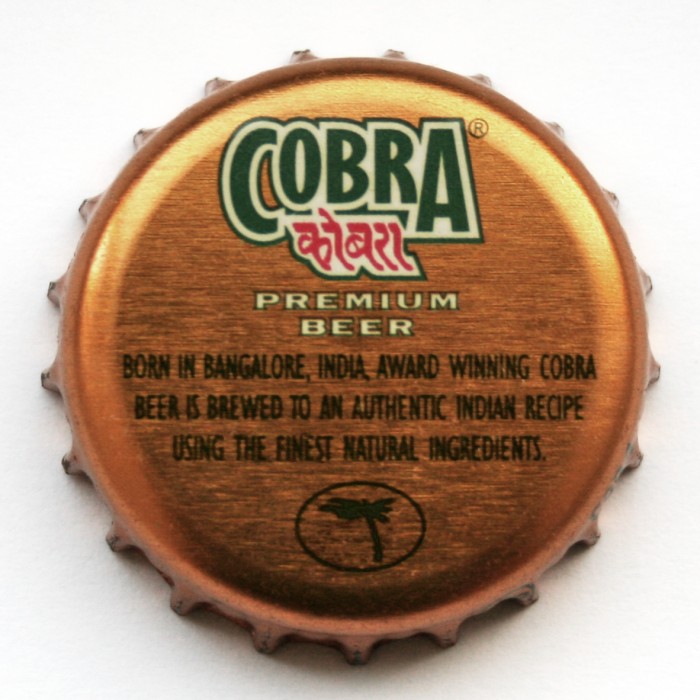 COBRA®
कोबरा
PREMIUM
BEER
BORN IN BANGALORE, INDIA, AWARD WINNING COBRA
BEER IS BREWED TO AN AUTHENTIC INDIAN RECIPE
USING THE FINEST NATURAL INGREDIENTS.